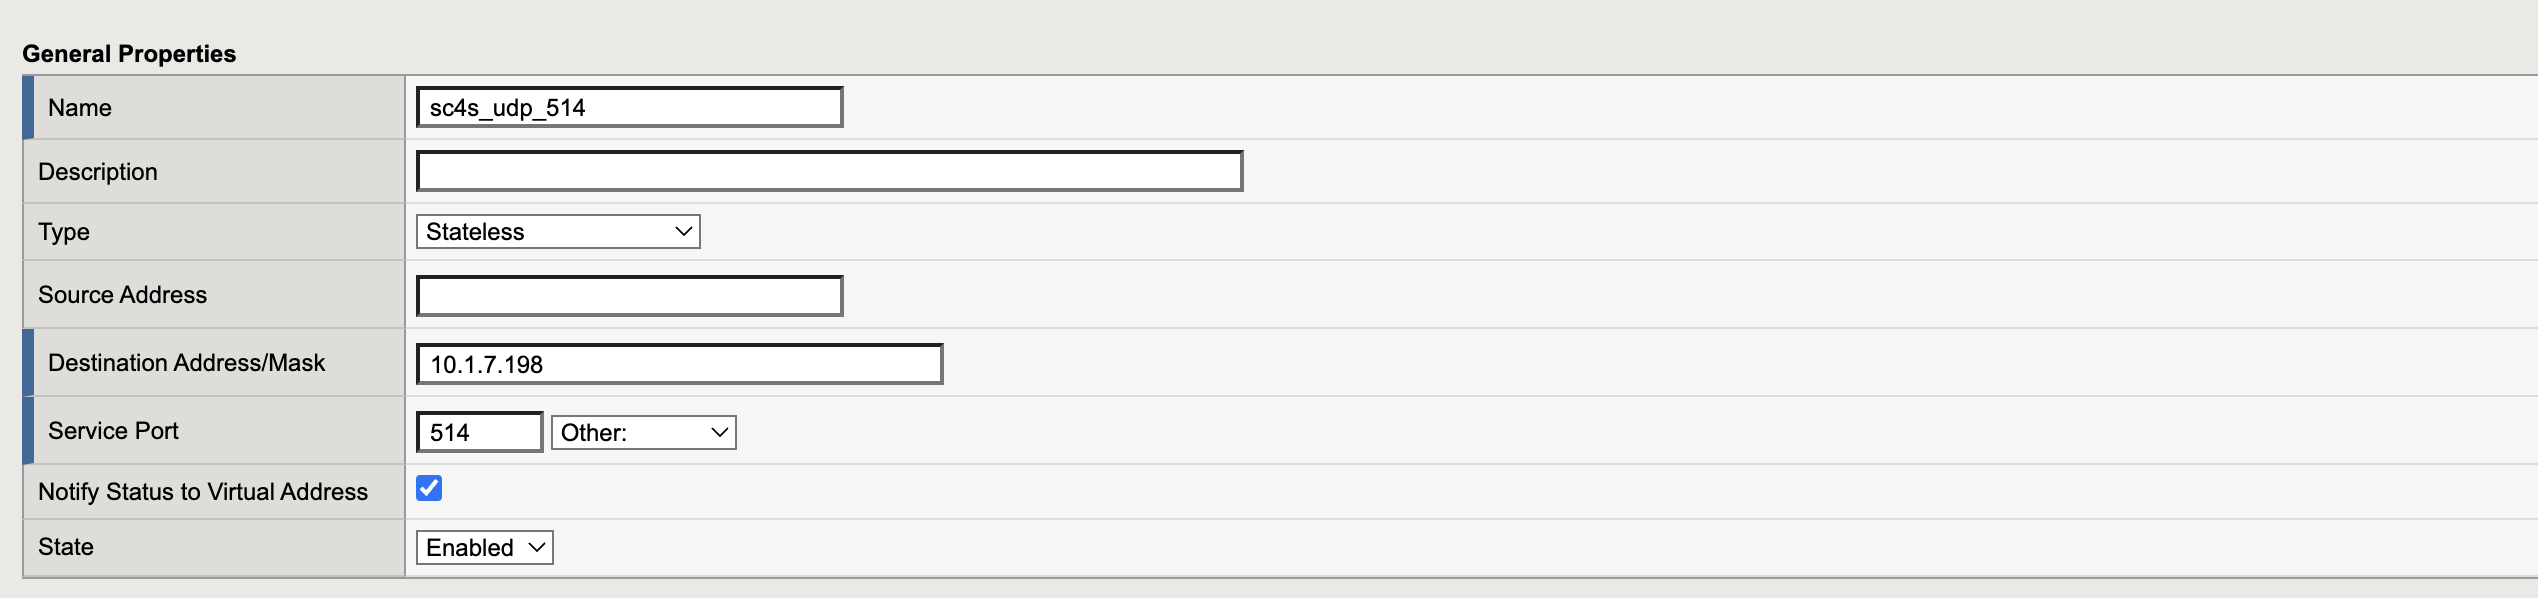 General Properties
Name sc4s_udp_514
Description
Type Stateless
Source Address
Destination Address/Mask 10.1.7.198
Service Port 514 Other:
Notify Status to Virtual Address
State Enabled